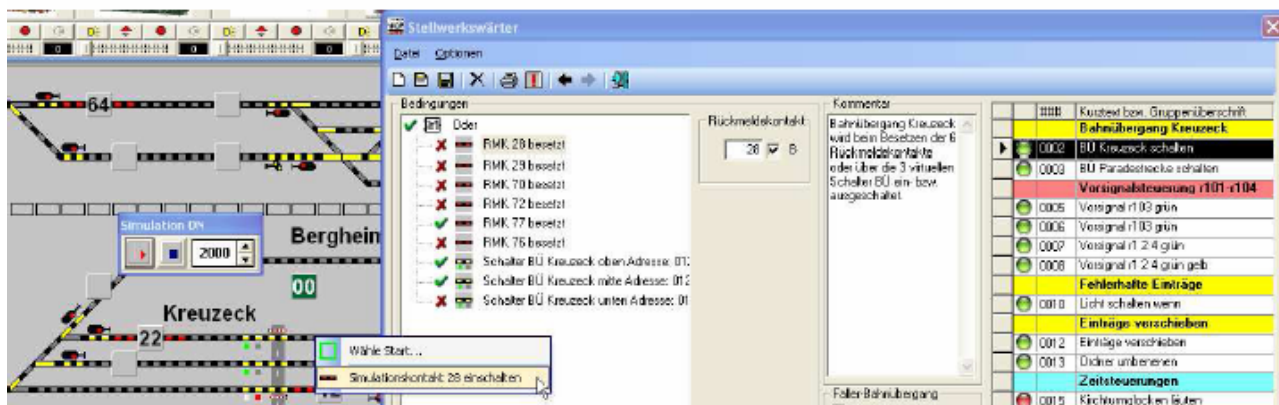 Stellwerkswärter
Datei Optionen
Bedingungen
Oder
RMK 28 besetzt
RMK 29 besetzt
RMK 70 besetzt
RMK 72 besetzt
RMK 77 besetzt
RMK 76 besetzt
Schalter BÜ Kreuzeck oben Adresse: 01
Schalter BÜ Kreuzeck mitte Adresse: 012
Schalter BÜ Kreuzeck unten Adresse: 01
Rückmeldekontakt
28 B
Kommentar
Bahnübergang Kreuzeck
wird beim Besetzen der 6
Rückmeldekontakte
oder über die 3 virtuellen
Schalter BÜ ein- bzw.
ausgeschaltet.
Faller-Bahnübergang
### Kurztext bzw. Gruppenüberschrift
Bahnübergang Kreuzeck
0002 BÜ Kreuzeck schalten
0003 BÜ Paradestrecke schalten
Vorsignalsteuerung r101-r104
0005 Vorsignal r103 grün
0006 Vorsignal r103 grün
0007 Vorsignal r1 2 4 grün
0008 Vorsignal r1 2 4 grün gelb
Fehlerhafte Einträge
0010 Licht schalten wenn
Einträge verschieben
0012 Einträge verschieben
0013 Ordner umbenenen
Zeitsteuerungen
0015 Kirchturmglocken läuten
64
Simulation ON
2000
Berghein
00
Kreuzeck
22
Wähle Start...
Simulationskontakt 28 einschalten